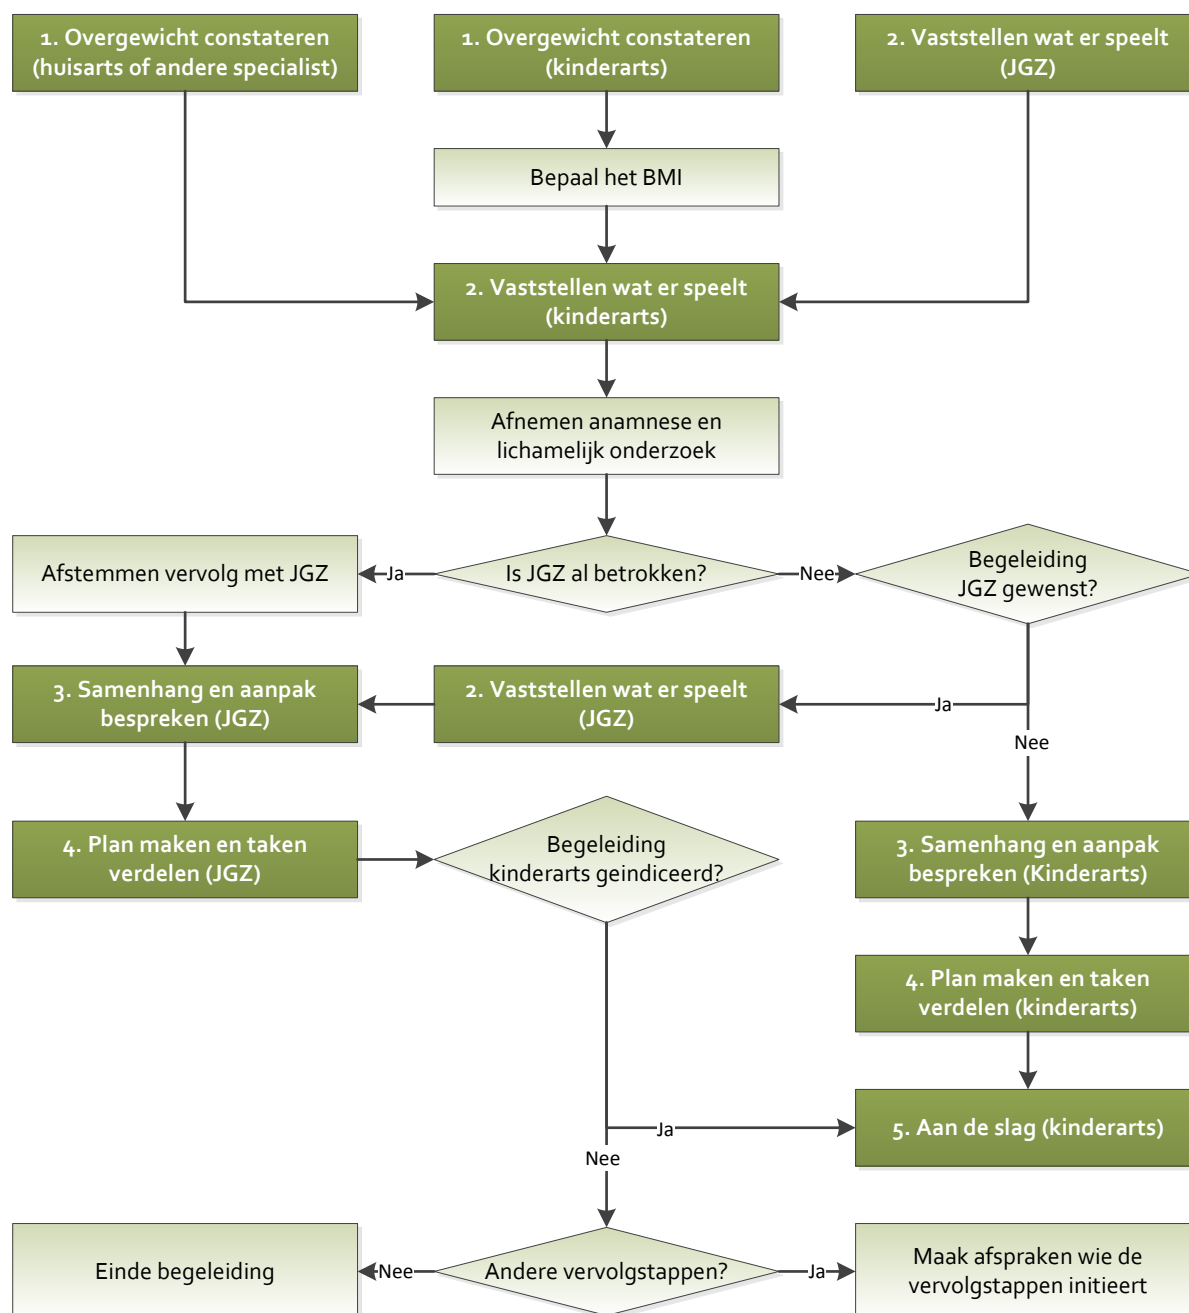 1. Overgewicht constateren
(huisarts of andere specialist)
1. Overgewicht constateren
(kinderarts)
2. Vaststellen wat er speelt
(JGZ)
Bepaal het BMI
2. Vaststellen wat er speelt
(kinderarts)
Afnemen anamnese en
lichamelijk onderzoek
Afstemmen vervolg met JGZ
Ja
Is JGZ al betrokken?
Nee
Begeleiding
JGZ gewenst?
3. Samenhang en aanpak
bespreken (JGZ)
2. Vaststellen wat er speelt
(JGZ)
Ja
Nee
4. Plan maken en taken
verdelen (JGZ)
Begeleiding
kinderarts geindiceerd?
3. Samenhang en aanpak
bespreken (Kinderarts)
4. Plan maken en taken
verdelen (kinderarts)
Ja
5. Aan de slag (kinderarts)
Nee
Einde begeleiding
Nee
Andere vervolgstappen?
Ja
Maak afspraken wie de
vervolgstappen initieert